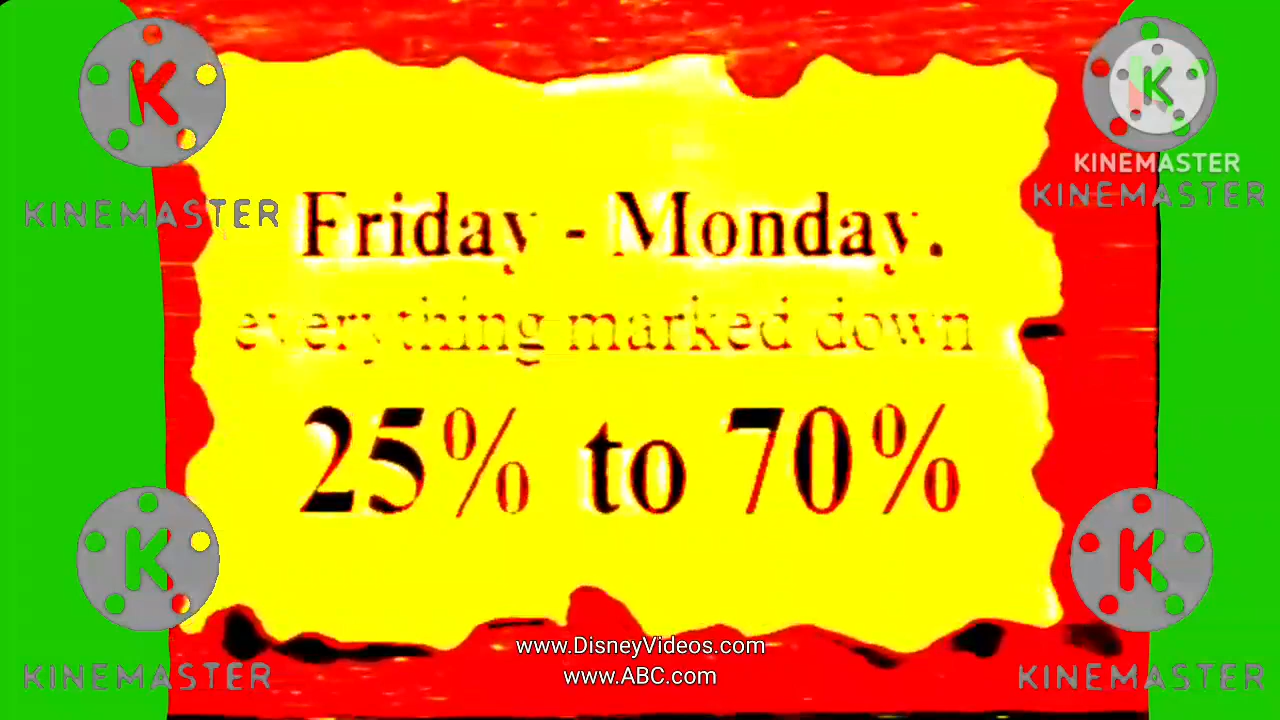 KINEMASTER
KINEMASTER
KINEMASTER
Friday - Monday.
everything marked down
25% to 70%
www.DisneyVideos.com
www.ABC.com
KINEMASTER
KINEMASTER